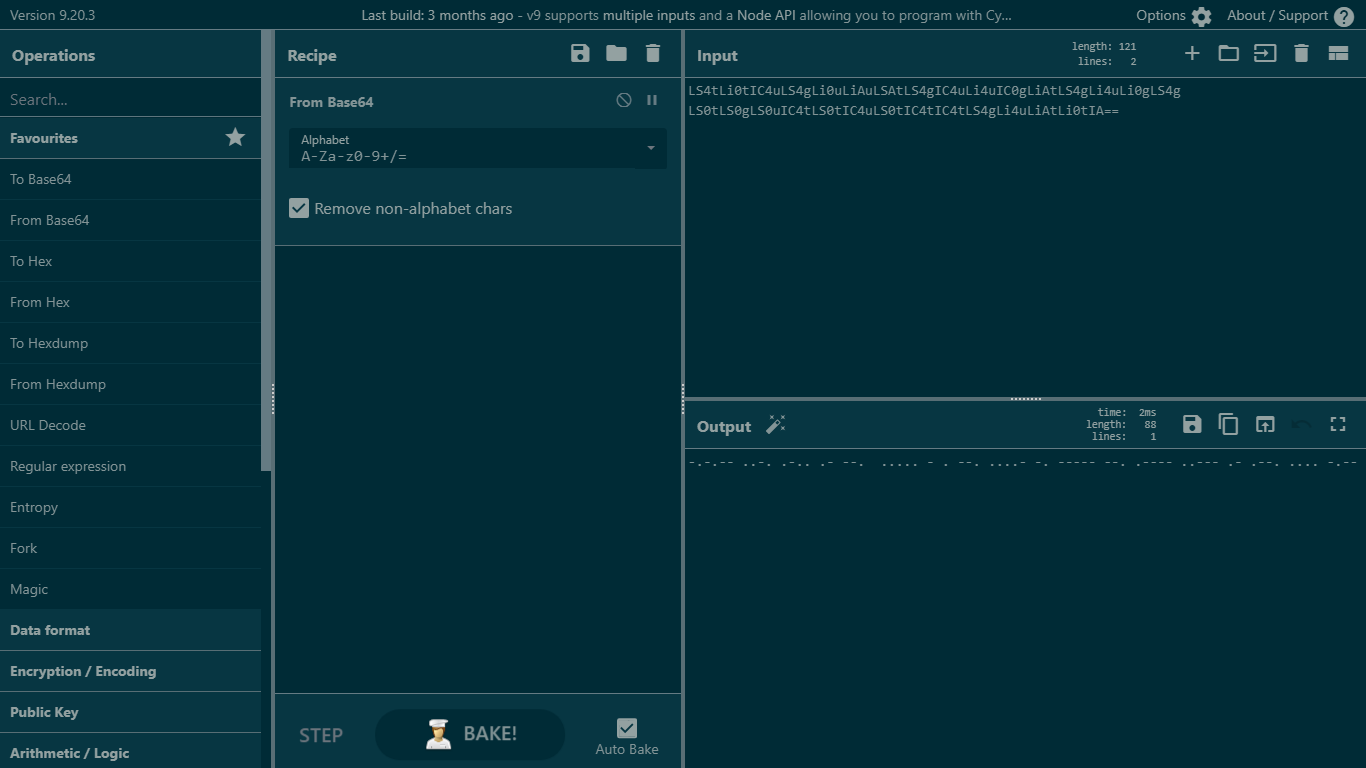 Version 9.20.3
Last build: 3 months ago - v9 supports multiple inputs and a Node API allowing you to program with Cy...
Options
About / Support
Operations
Search...
Favourites
To Base64
From Base64
To Hex
From Hex
To Hexdump
From Hexdump
URL Decode
Regular expression
Entropy
Fork
Magic
Data format
Encryption / Encoding
Public Key
Arithmetic / Logic
Recipe
From Base64
Alphabet
A-Za-z0-9+/=
Remove non-alphabet chars
STEP
BAKE!
Auto Bake
Input
length: 121
lines: 2
LS4tLi0tIC4uLS4gLi0uLiAuLSAtLS4gIC4uLi4uIC0gLiAtLS4gLi4uLi0gLS4g
LS0tLS0gLS0uIC4tLS0tIC4uLS0tIC4tIC4tLS4gLi4uLiAtLi0tIA==
Output
time: 2ms
length: 88
lines: 1
-.-.-- ..-. .-.. .- --.  ..... - . --. ....- -. ----- --. .---- ..--- .- .--. .... -.--